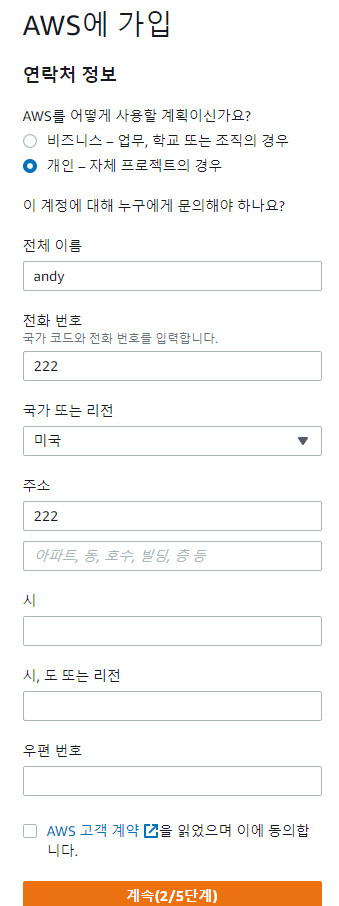 AWS에 가입
연락처 정보
AWS를 어떻게 사용할 계획이신가요?
비즈니스 – 업무, 학교 또는 조직의 경우
개인 – 자체 프로젝트의 경우
이 계정에 대해 누구에게 문의해야 하나요?
전체 이름
andy
전화 번호
국가 코드와 전화 번호를 입력합니다.
222
국가 또는 리전
미국
주소
222
아파트, 동, 호수, 빌딩, 층 등
시
시, 도 또는 리전
우편 번호
AWS 고객 계약 을 읽었으며 이에 동의합
니다.
계속(2/5단계)